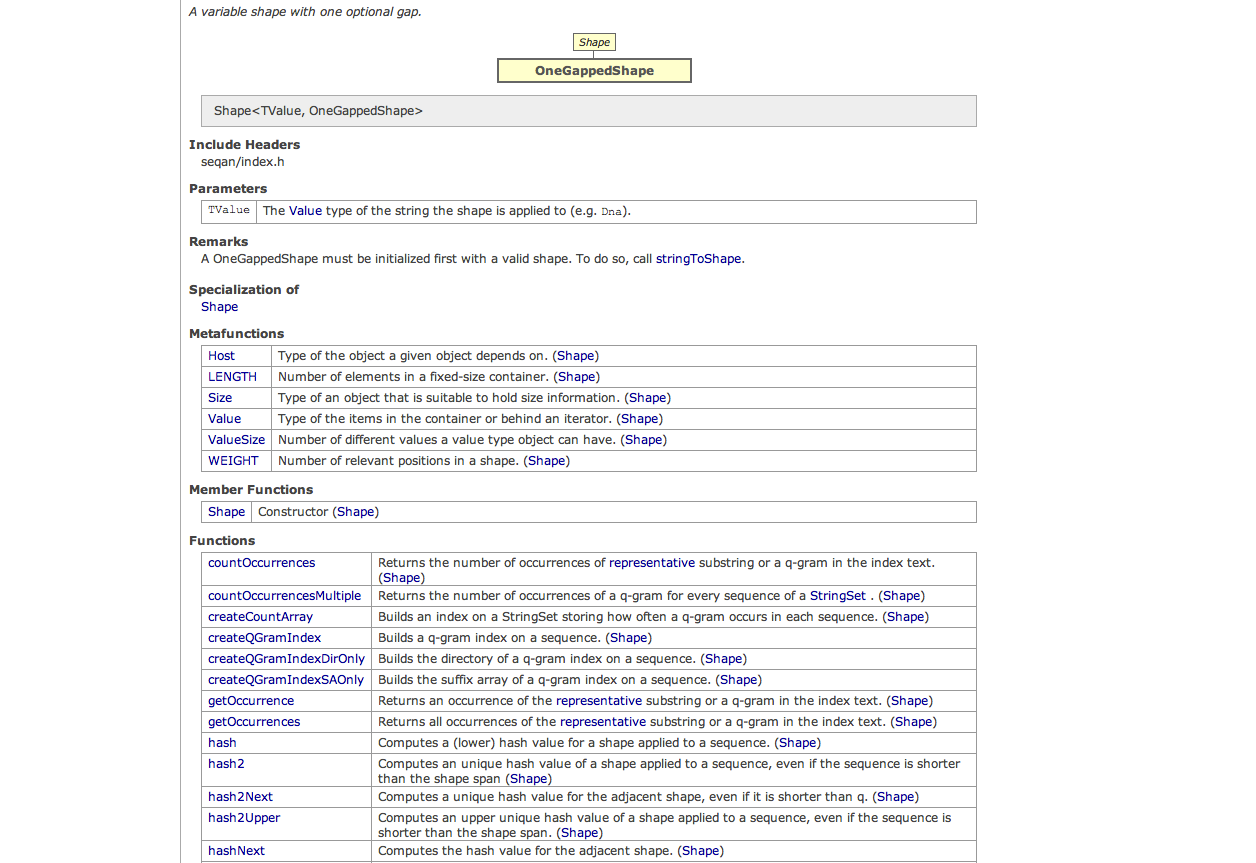 A variable shape with one optional gap.
Shape
OneGappedShape
Shape<TValue, OneGappedShape>
Include Headers
seqan/index.h
Parameters
TValue The Value type of the string the shape is applied to (e.g. Dna).
Remarks
A OneGappedShape must be initialized first with a valid shape. To do so, call stringToShape.
Specialization of
Shape
Metafunctions
Host Type of the object a given object depends on. (Shape)
LENGTH Number of elements in a fixed-size container. (Shape)
Size Type of an object that is suitable to hold size information. (Shape)
Value Type of the items in the container or behind an iterator. (Shape)
ValueSize Number of different values a value type object can have. (Shape)
WEIGHT Number of relevant positions in a shape. (Shape)
Member Functions
Shape Constructor (Shape)
Functions
countOccurrences Returns the number of occurrences of representative substring or a q-gram in the index text.
(Shape)
countOccurrencesMultiple Returns the number of occurrences of a q-gram for every sequence of a StringSet . (Shape)
createCountArray Builds an index on a StringSet storing how often a q-gram occurs in each sequence. (Shape)
createQGramIndex Builds a q-gram index on a sequence. (Shape)
createQGramIndexDirOnly Builds the directory of a q-gram index on a sequence. (Shape)
createQGramIndexSAOnly Builds the suffix array of a q-gram index on a sequence. (Shape)
getOccurrence Returns an occurrence of the representative substring or a q-gram in the index text. (Shape)
getOccurrences Returns all occurrences of the representative substring or a q-gram in the index text. (Shape)
hash Computes a (lower) hash value for a shape applied to a sequence. (Shape)
hash2 Computes an unique hash value of a shape applied to a sequence, even if the sequence is shorter
than the shape span (Shape)
hash2Next Computes a unique hash value for the adjacent shape, even if it is shorter than q. (Shape)
hash2Upper Computes an upper unique hash value of a shape applied to a sequence, even if the sequence is
shorter than the shape span. (Shape)
hashNext Computes the hash value for the adjacent shape. (Shape)